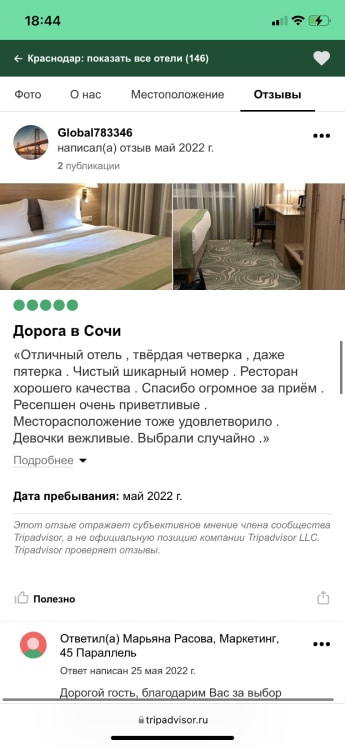 18:44
← Краснодар: показать все отели (146)
Фото О нас Местоположение Отзывы
Global783346
написал(а) отзыв май 2022 г.
2 публикации
Дорога в Сочи
«Отличный отель , твёрдая четверка , даже
пятерка . Чистый шикарный номер . Ресторан
хорошего качества . Спасибо огромное за приём .
Ресепшен очень приветливые .
Месторасположение тоже удовлетворило .
Девочки вежливые. Выбрали случайно .»
Подробнее
Дата пребывания: май 2022 г.
Этот отзыв отражает субъективное мнение члена сообщества
Tripadvisor, а не официальную позицию компании Tripadvisor LLC.
Tripadvisor проверяет отзывы.
Полезно
Ответил(а) Марьяна Расова, Маркетинг,
45 Параллель
Ответ написан 25 мая 2022 г.
Дорогой гость, благодарим Вас за выбор
tripadvisor.ru